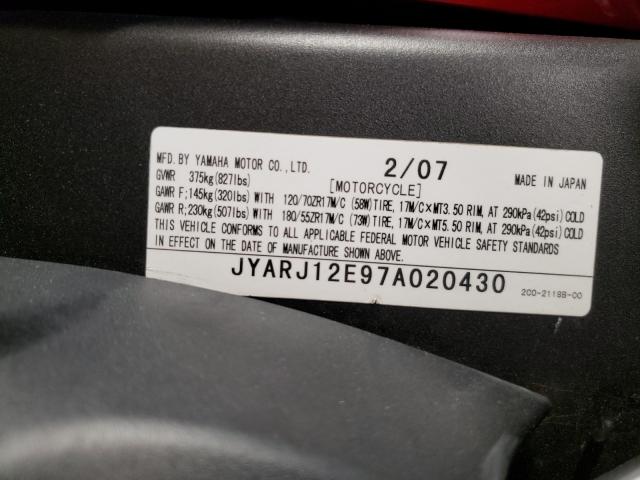 MFD. BY YAMAHA MOTOR CO., LTD. 2/07 MADE IN JAPAN
GVWR 375kg(827lbs) [MOTORCYCLE]
GAWR F;145kg(320lbs) WITH 120/70ZR17M/C (58W)TIRE, 17M/C×MT3.50 RIM, AT 290kPa(42psi)COLD
GAWR R;230kg(507lbs) WITH 180/55ZR17M/C (73W)TIRE, 17M/C×MT5.50 RIM, AT 290kPa(42psi)COLD
THIS VEHICLE CONFORMS TO ALL APPLICABLE FEDERAL MOTOR VEHICLE SAFETY STANDARDS
IN EFFECT ON THE DATE OF MANUFACTURE SHOWN ABOVE.
JYARJ12E97A020430 2C0-2118B-00